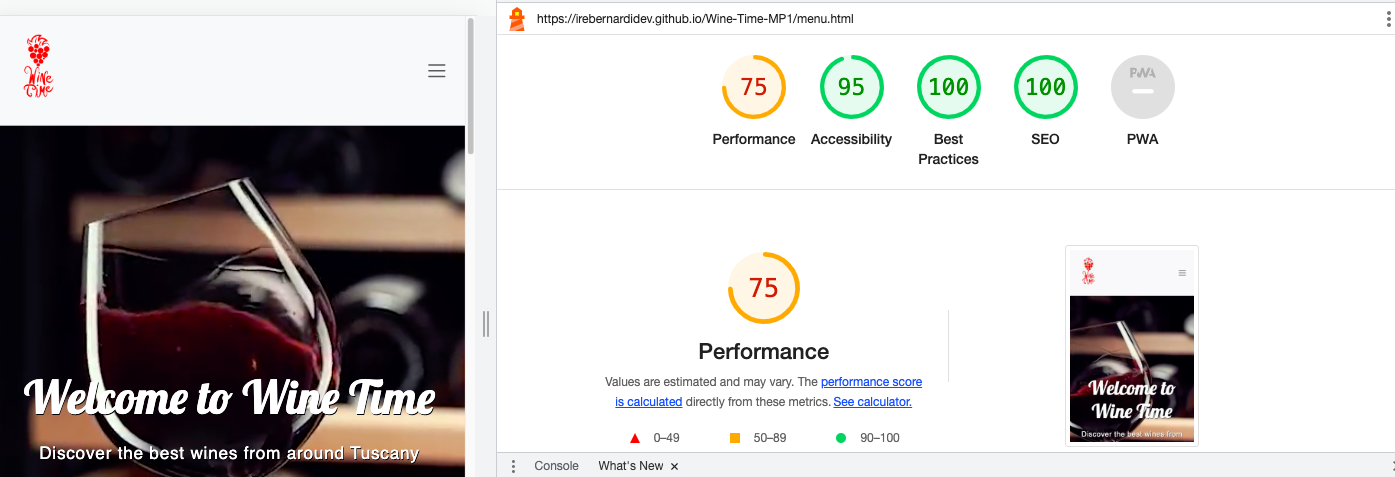 Wine
Time
Welcome to Wine Time
Discover the best wines from around Tuscany
https://irebernardidev.github.io/Wine-Time-MP1/menu.html
75
95
100
100
PWA
Performance
Accessibility
Best
Practices
SEO
PWA
75
Performance
Values are estimated and may vary. The performance score
is calculated directly from these metrics. See calculator.
0–49
50–89
90–100
Welcome to
Wine Time
Discover the best wines from
Console
What's New